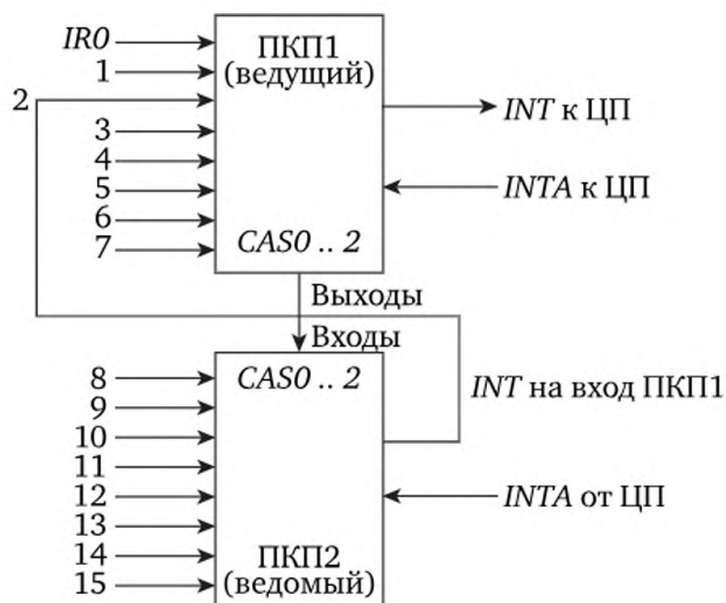 IR0
1
2
3
4
5
6
7
ПКП1
(ведущий)
CAS0 .. 2
INT к ЦП
INTA к ЦП
Выходы
Входы
8
9
10
11
12
13
14
15
CAS0 .. 2
ПКП2
(ведомый)
INT на вход ПКП1
INTA от ЦП